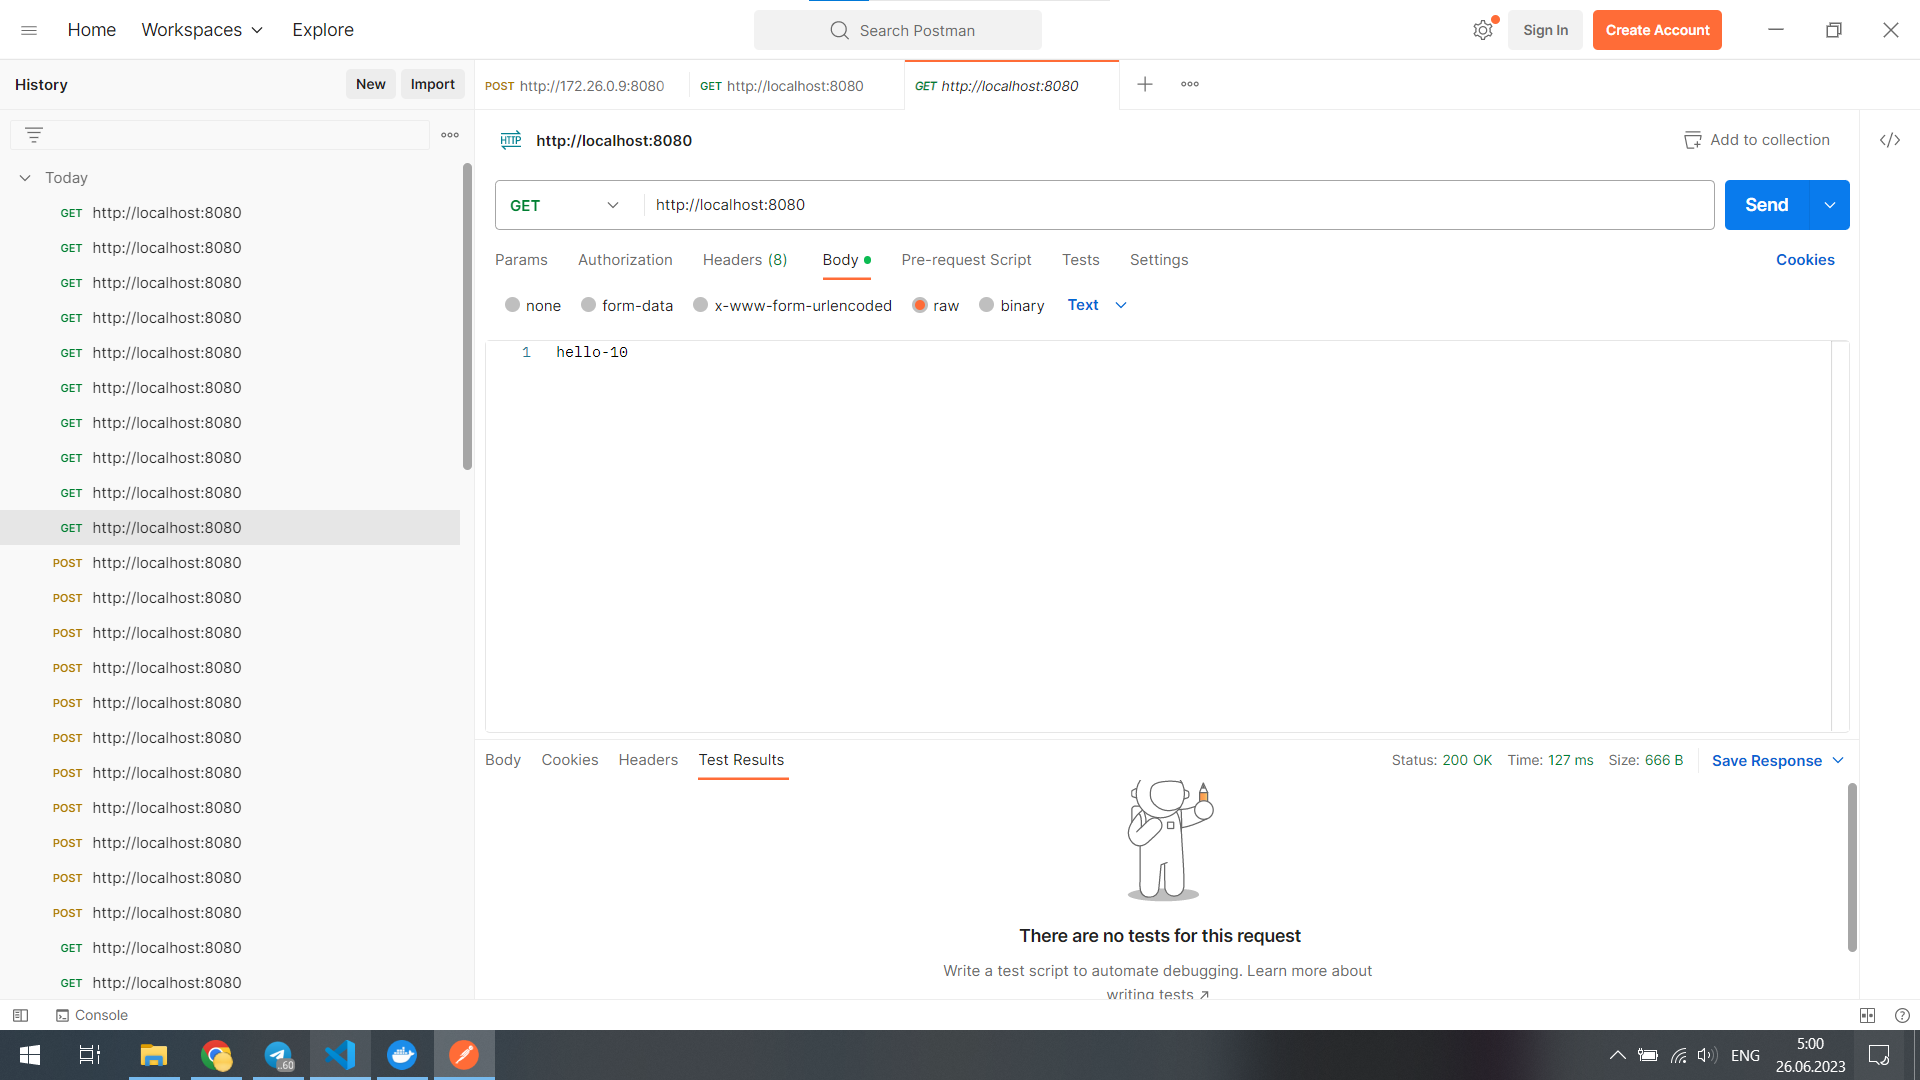 Home Workspaces Explore Search Postman Sign In Create Account
History New Import POST http://172.26.0.9:8080 GET http://localhost:8080 GET http://localhost:8080
HTTP http://localhost:8080 Add to collection
Today
GET http://localhost:8080 Send
Params Authorization Headers (8) Body Pre-request Script Tests Settings Cookies
none form-data x-www-form-urlencoded raw binary Text
1 hello-10
GET http://localhost:8080
GET http://localhost:8080
GET http://localhost:8080
GET http://localhost:8080
GET http://localhost:8080
GET http://localhost:8080
GET http://localhost:8080
GET http://localhost:8080
GET http://localhost:8080
GET http://localhost:8080
POST http://localhost:8080
POST http://localhost:8080
POST http://localhost:8080
POST http://localhost:8080
POST http://localhost:8080
POST http://localhost:8080
POST http://localhost:8080
POST http://localhost:8080
POST http://localhost:8080
POST http://localhost:8080
POST http://localhost:8080
GET http://localhost:8080
GET http://localhost:8080
Body Cookies Headers Test Results Status: 200 OK Time: 127 ms Size: 666 B Save Response
There are no tests for this request
Write a test script to automate debugging. Learn more about
writing tests ↗
Console
..60 ENG 5:00
26.06.2023